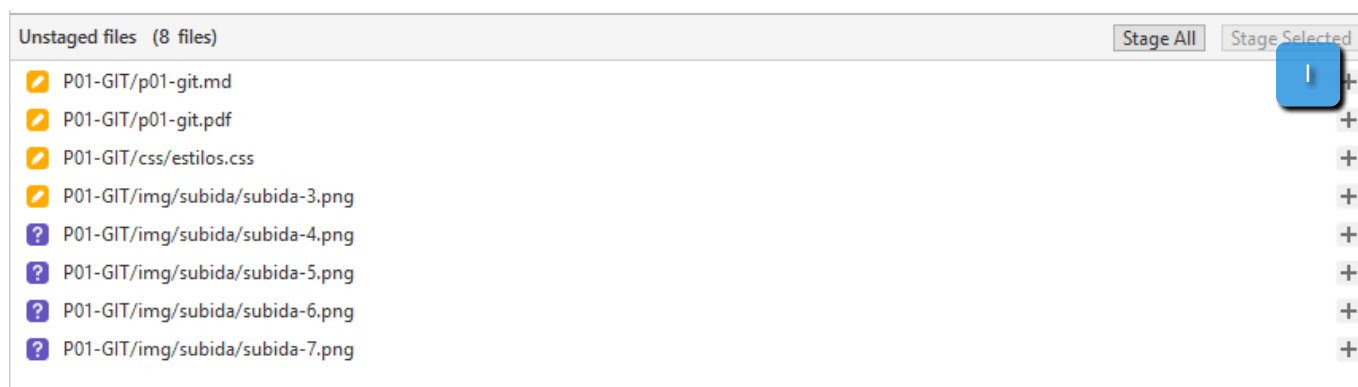 Unstaged files (8 files) Stage All Stage Selected
P01-GIT/p01-git.md
P01-GIT/p01-git.pdf
P01-GIT/css/estilos.css
P01-GIT/img/subida/subida-3.png
P01-GIT/img/subida/subida-4.png
P01-GIT/img/subida/subida-5.png
P01-GIT/img/subida/subida-6.png
P01-GIT/img/subida/subida-7.png